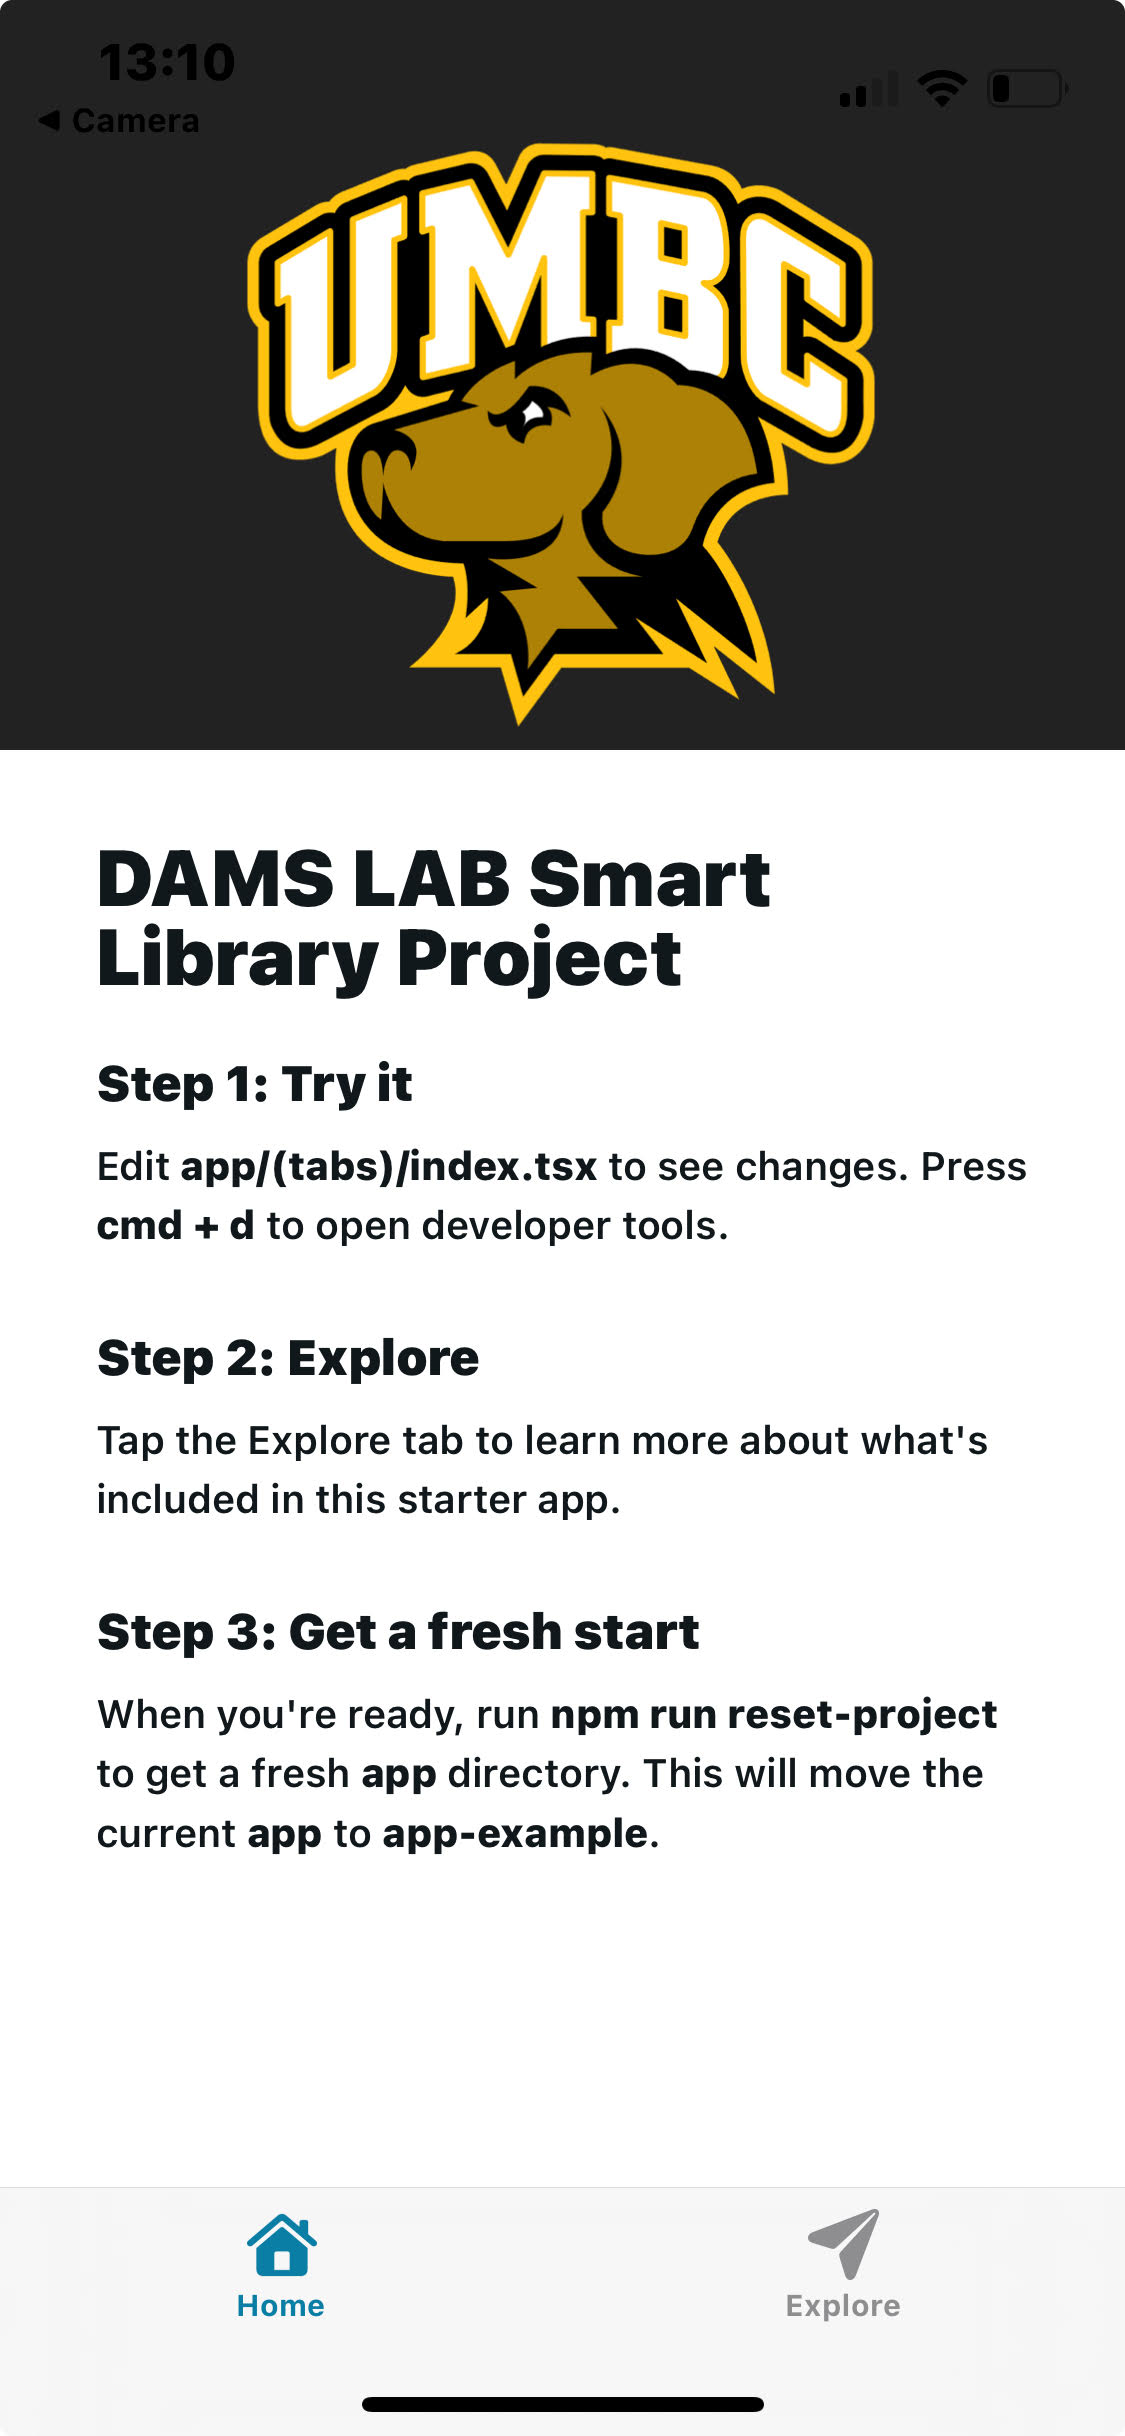 13:10
◀ Camera
UMBC
DAMS LAB Smart
Library Project
Step 1: Try it
Edit app/(tabs)/index.tsx to see changes. Press
cmd + d to open developer tools.
Step 2: Explore
Tap the Explore tab to learn more about what's
included in this starter app.
Step 3: Get a fresh start
When you're ready, run npm run reset-project
to get a fresh app directory. This will move the
current app to app-example.
Home
Explore